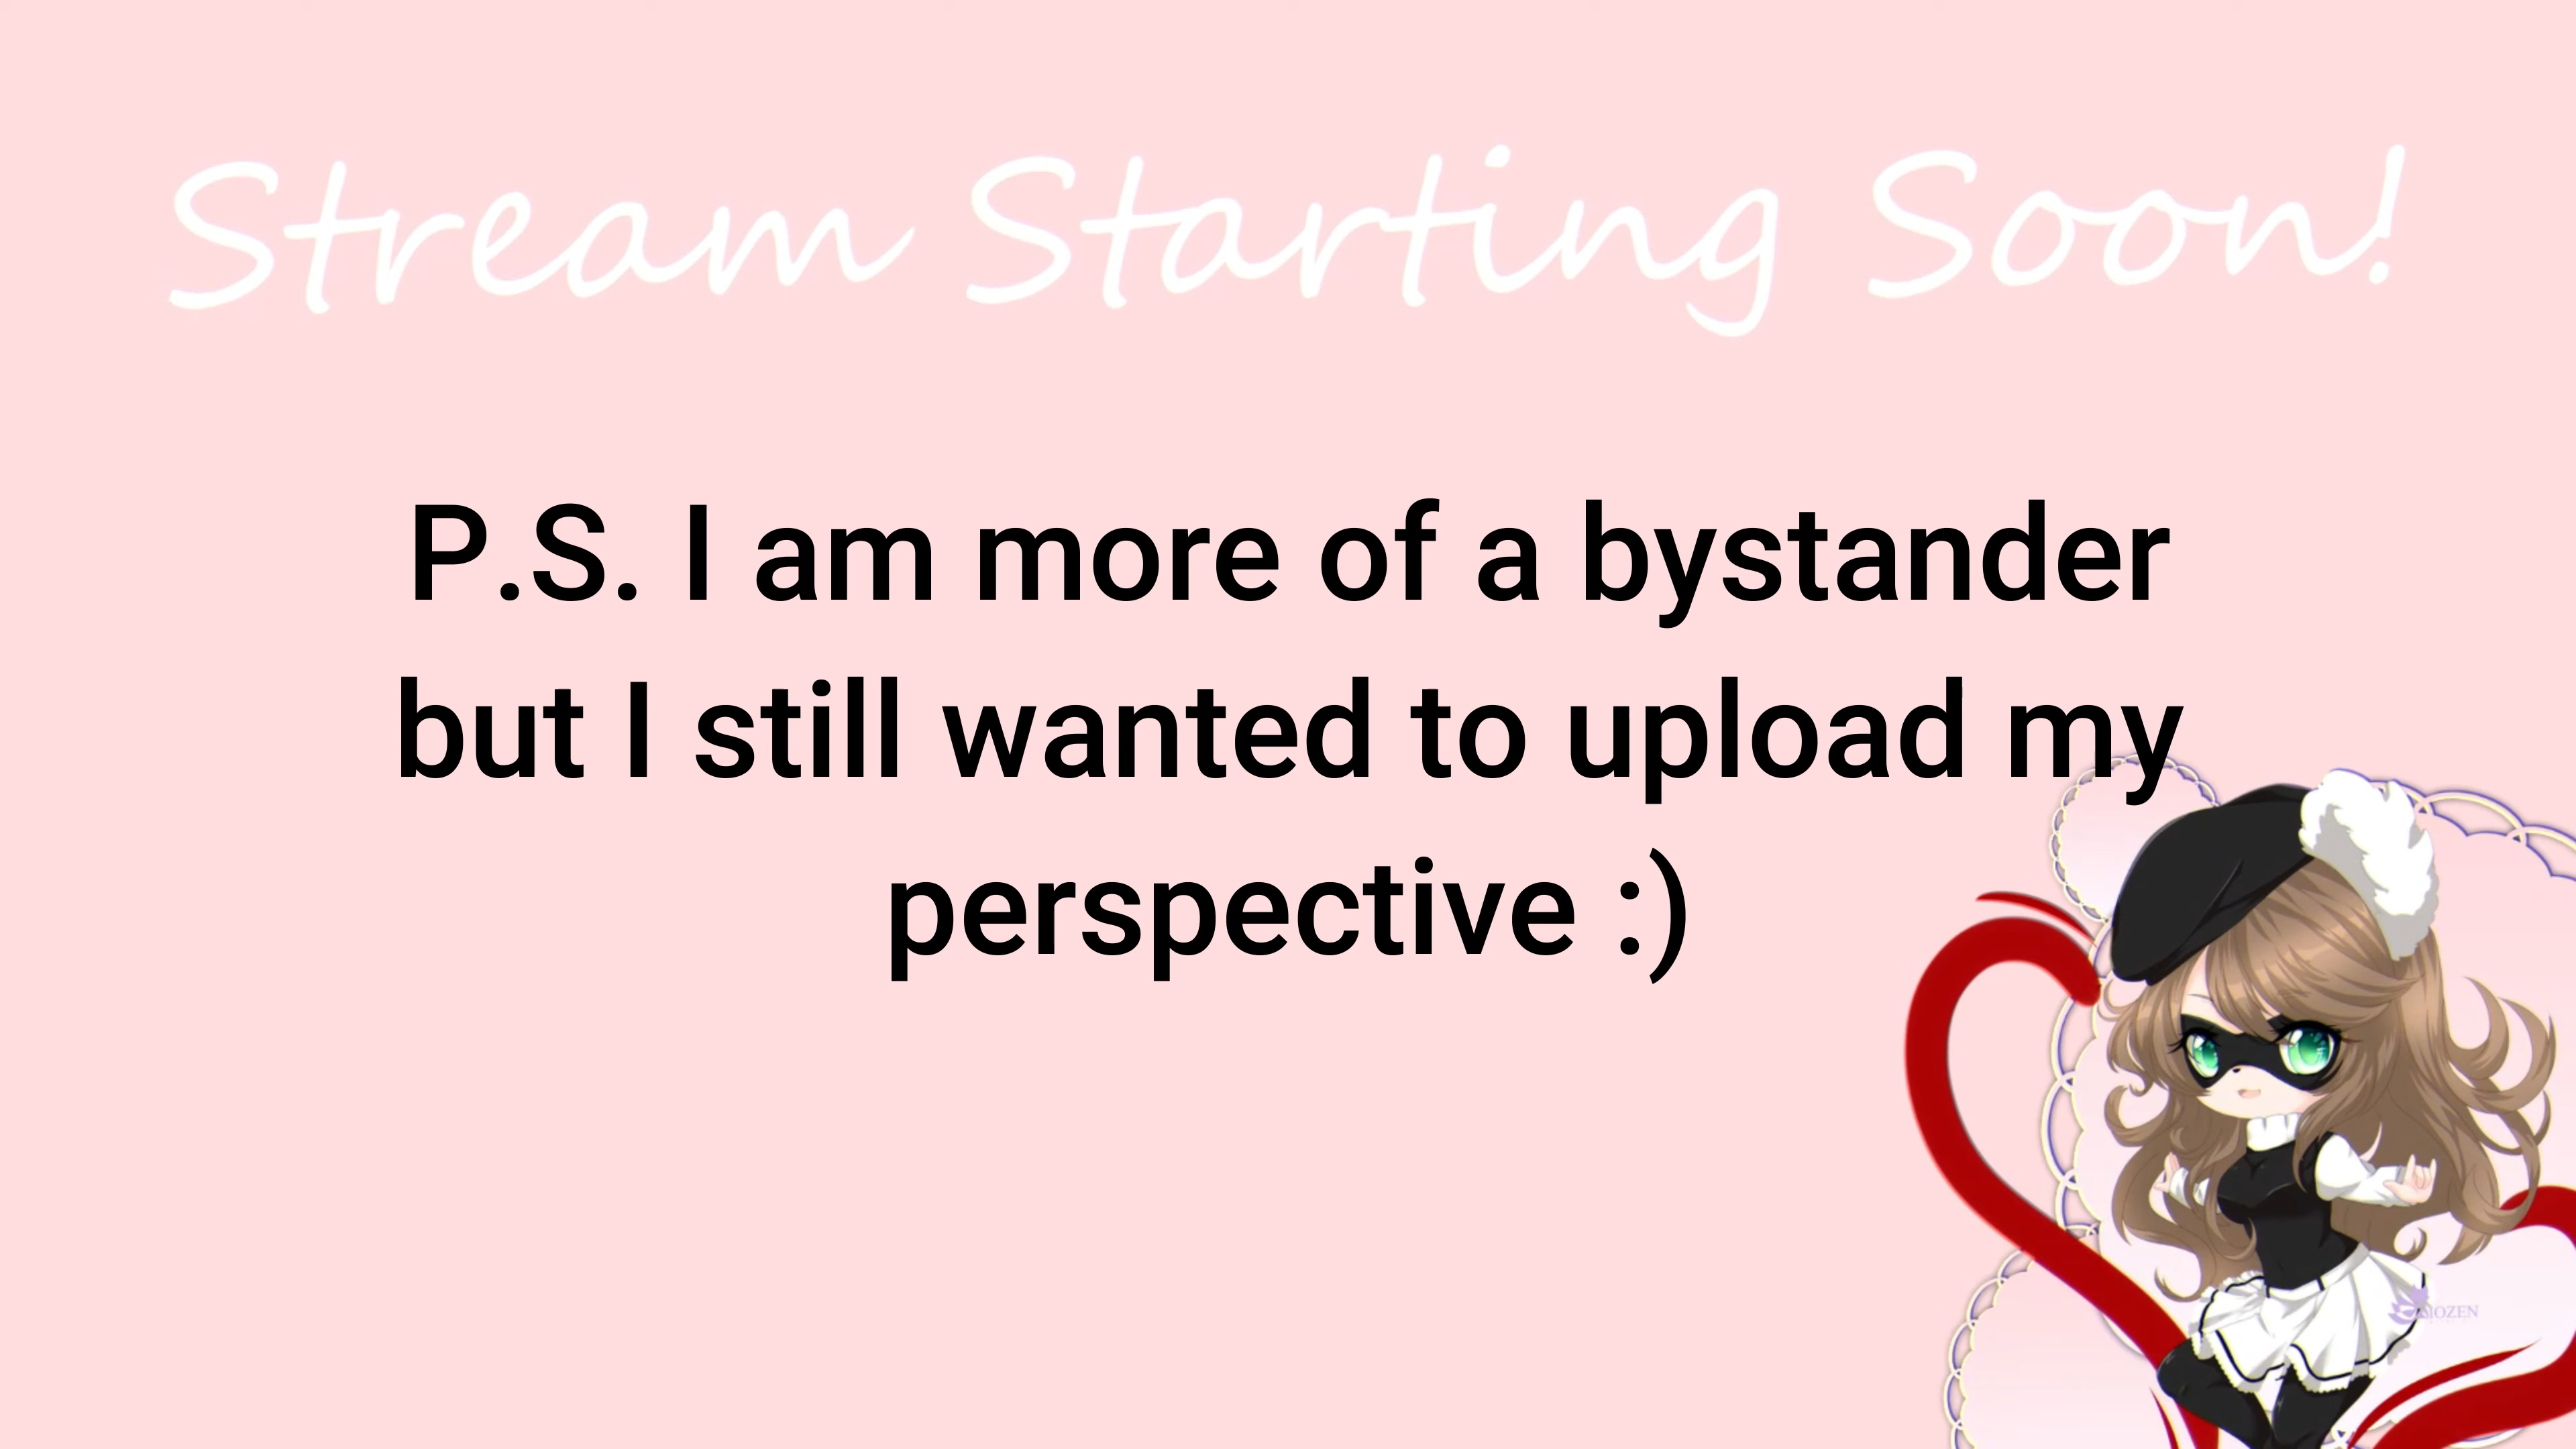 Stream Starting Soon!
P.S. I am more of a bystander
but I still wanted to upload my
perspective :)